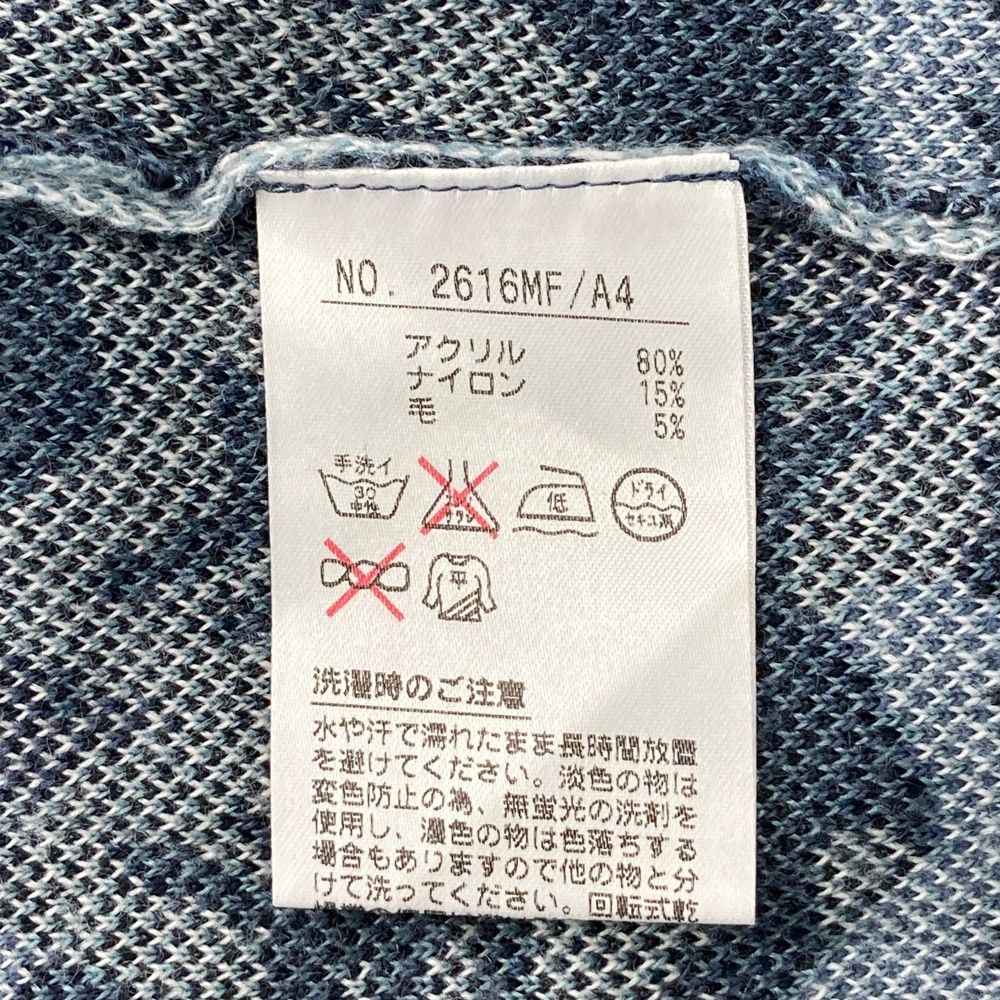 NO. 2616MF/A4
アクリル 80%
ナイロン 15%
毛 5%
手洗イ
30
中性
低
ドライ
セキユ系
平
洗濯時のご注意
水や汗で濡れたまま長時間放置
を避けてください。淡色の物は
変色防止の為、無蛍光の洗剤を
使用し、濃色の物は色落ちする
場合もありますので他の物と分
けて洗ってください。回転式